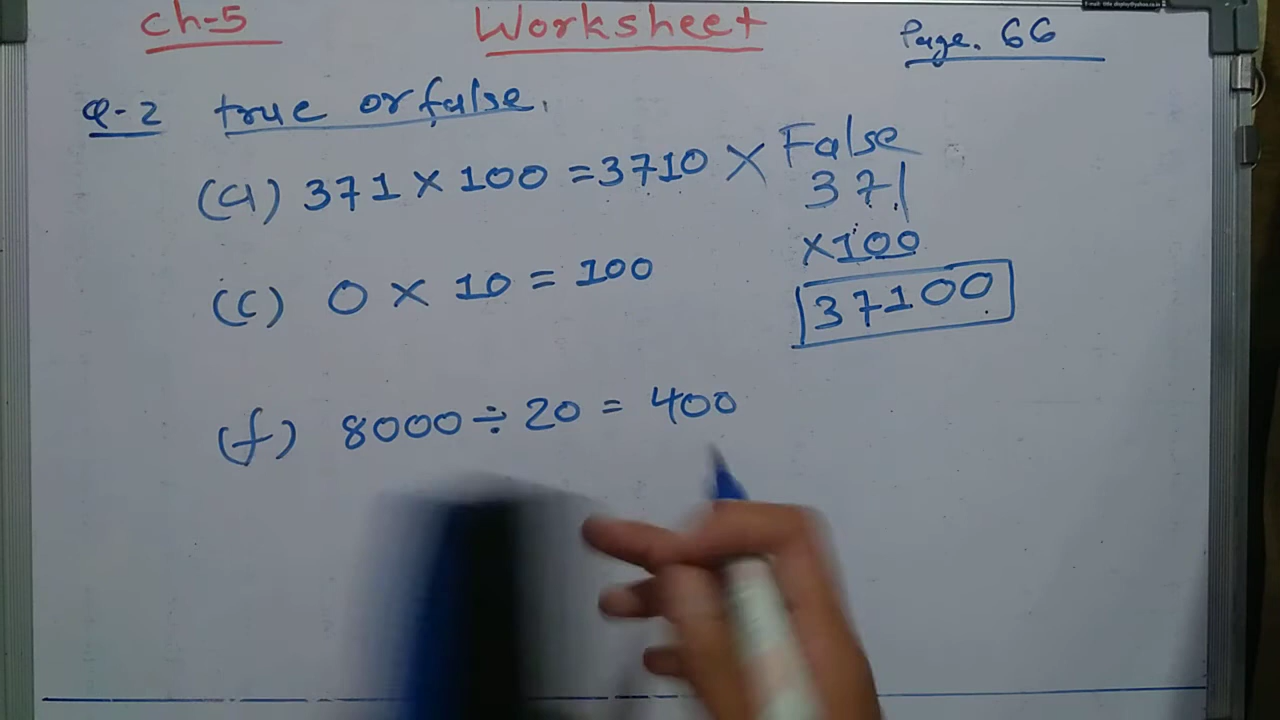 Ch-5 Worksheet Page. 66
Q-2 true or false.
(a) 371 × 100 = 3710 × False
371
×100
37100
(c) 0 × 10 = 100
(f) 8000 ÷ 20 = 400